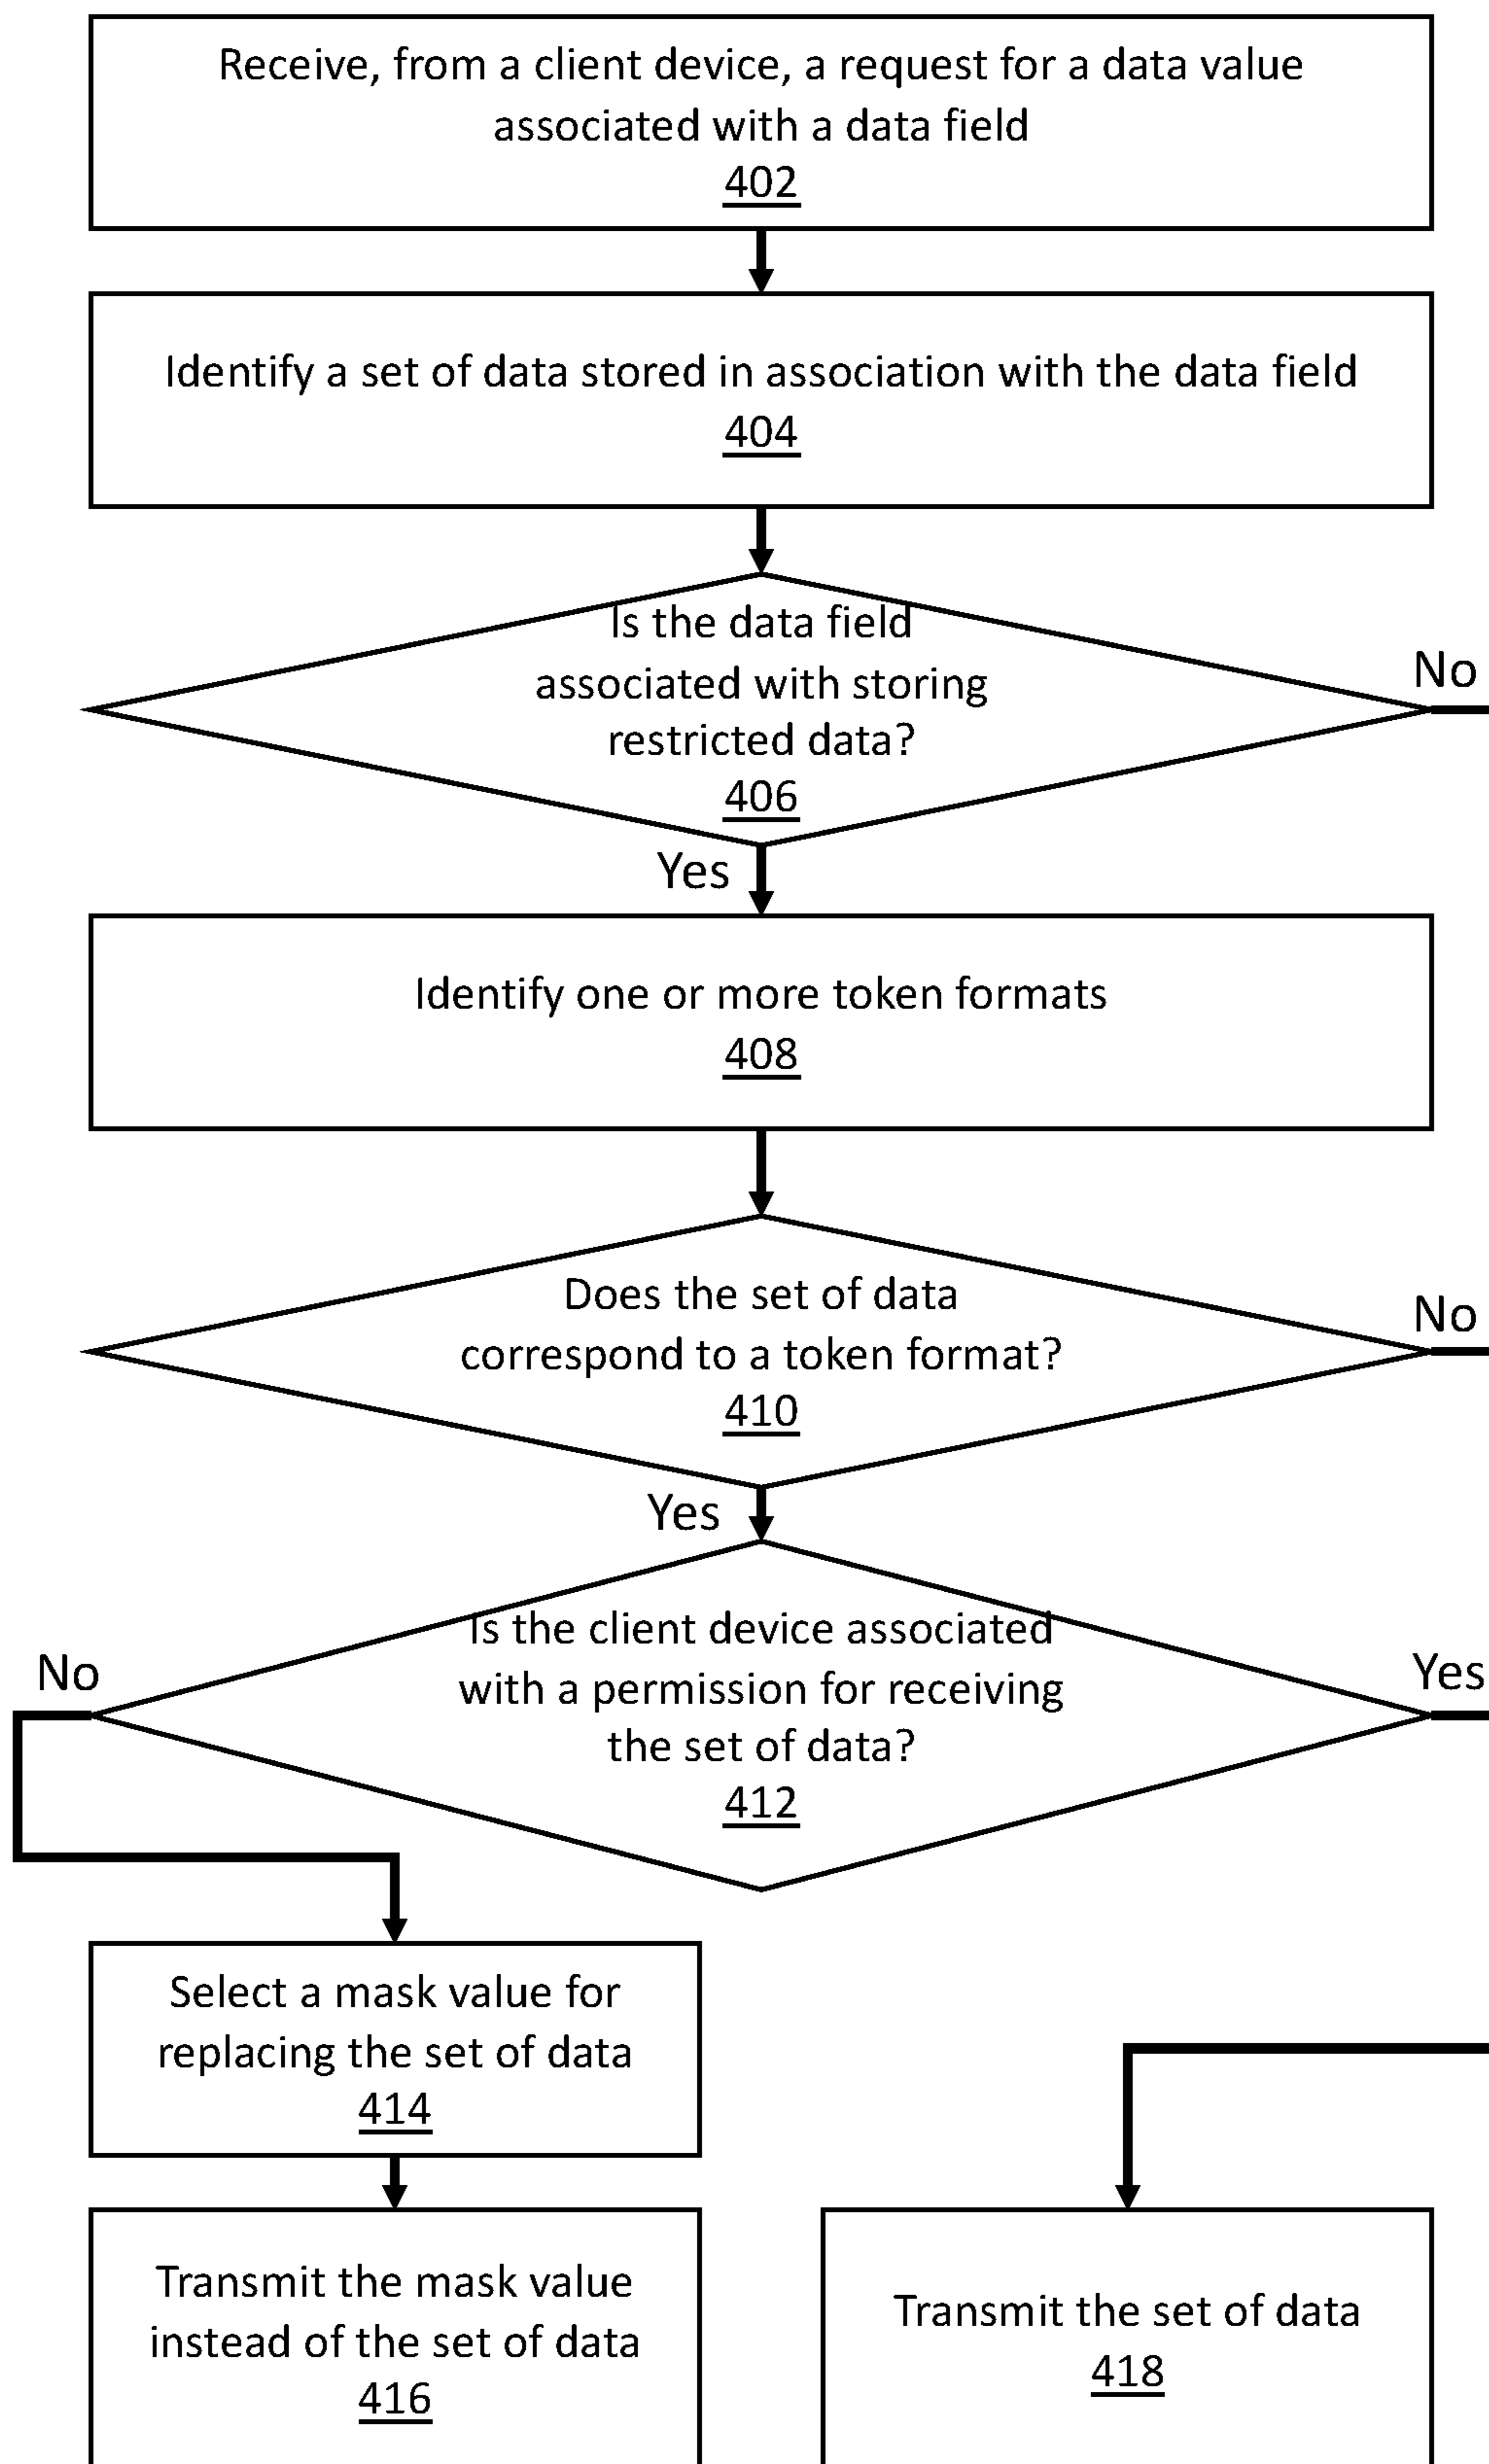 Receive, from a client device, a request for a data value
associated with a data field
402
Identify a set of data stored in association with the data field
404
Is the data field
associated with storing
restricted data?
406
No
Yes
Identify one or more token formats
408
Does the set of data
correspond to a token format?
410
No
Yes
Is the client device associated
with a permission for receiving
the set of data?
412
No
Yes
Select a mask value for
replacing the set of data
414
Transmit the mask value
instead of the set of data
416
Transmit the set of data
418